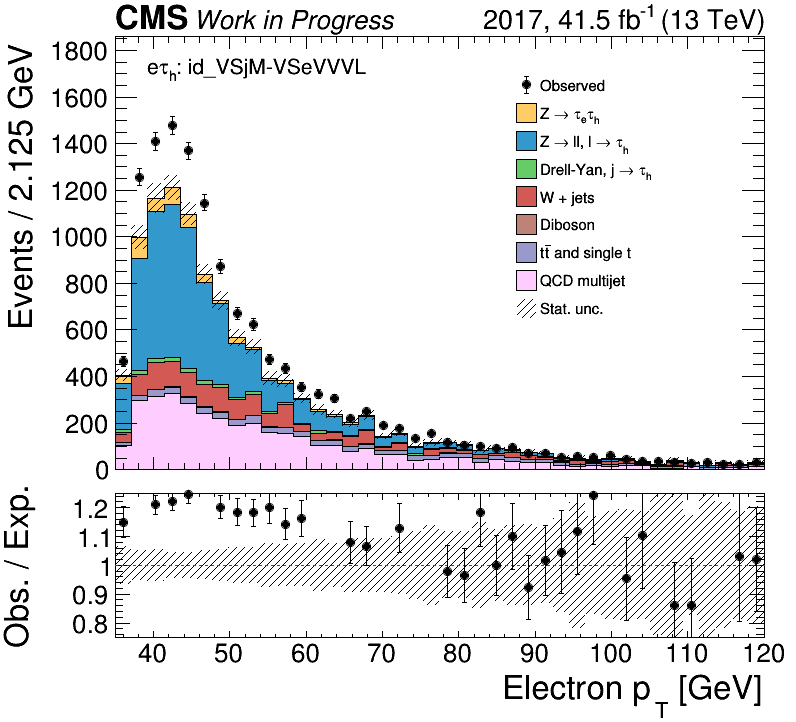 CMS Work in Progress 2017, 41.5 fb⁻¹ (13 TeV)
eτₕ: id_VSjM-VSeVVVL
Observed
Z → τₑτₕ
Z → ll, l → τₕ
Drell-Yan, j → τₕ
W + jets
Diboson
tt̅ and single t
QCD multijet
Stat. unc.
Events / 2.125 GeV
1800
1600
1400
1200
1000
800
600
400
200
0
Obs. / Exp.
1.2
1.1
1
0.9
0.8
40 50 60 70 80 90 100 110 120
Electron p_T [GeV]